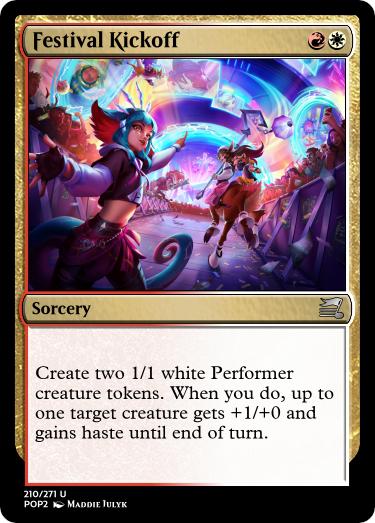 Festival Kickoff
Sorcery
Create two 1/1 white Performer
creature tokens. When you do, up to
one target creature gets +1/+0 and
gains haste until end of turn.
210/271 U
POP2 Maddie Julyk